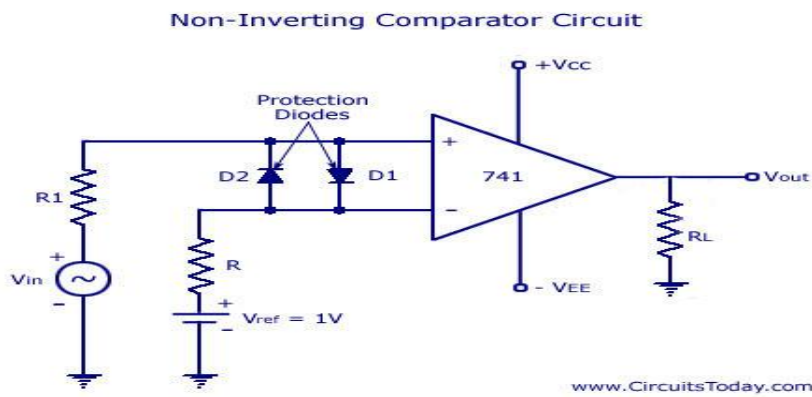 Non-Inverting Comparator Circuit
+Vcc
Protection
Diodes
+
D2
D1
741
Vout
R1
-
RL
+
R
Vin
- VEE
-
+
Vref = 1V
-
www.CircuitsToday.com